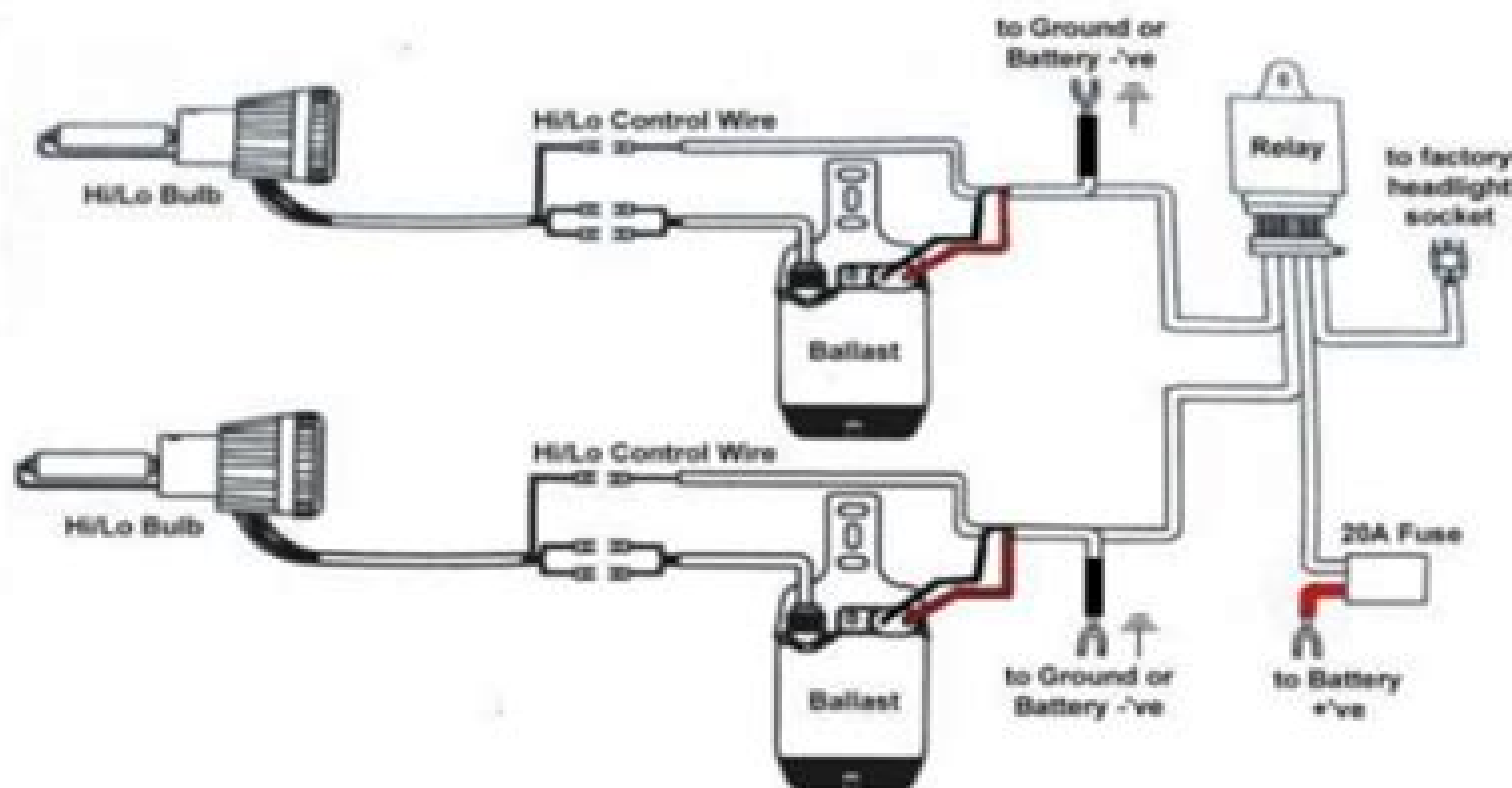 to Ground or
Battery -'ve
Hi/Lo Control Wire
Relay
to factory
headlight
socket
Hi/Lo Bulb
Ballast
Hi/Lo Control Wire
Hi/Lo Bulb
20A Fuse
to Ground or
Battery -'ve
to Battery
+'ve
Ballast